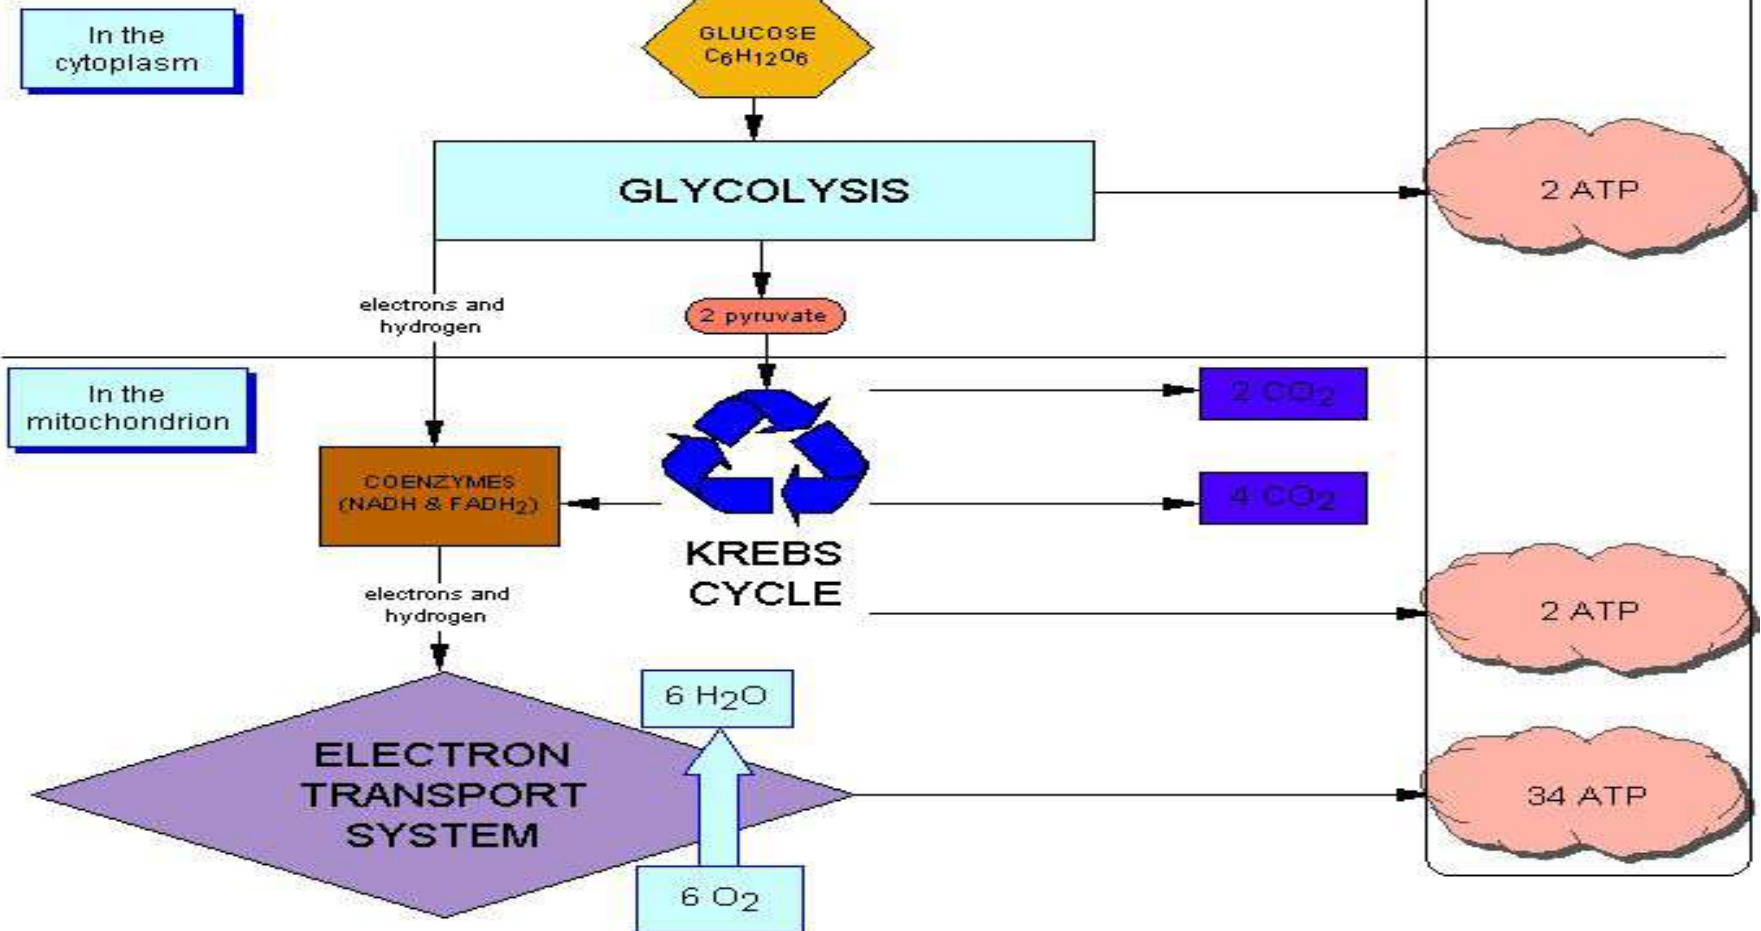 In the
cytoplasm
GLUCOSE
C6H12O6
GLYCOLYSIS
2 ATP
electrons and
hydrogen
2 pyruvate
In the
mitochondrion
2 CO2
COENZYMES
(NADH & FADH2)
4 CO2
KREBS
CYCLE
electrons and
hydrogen
2 ATP
6 H2O
ELECTRON
TRANSPORT
SYSTEM
34 ATP
6 O2